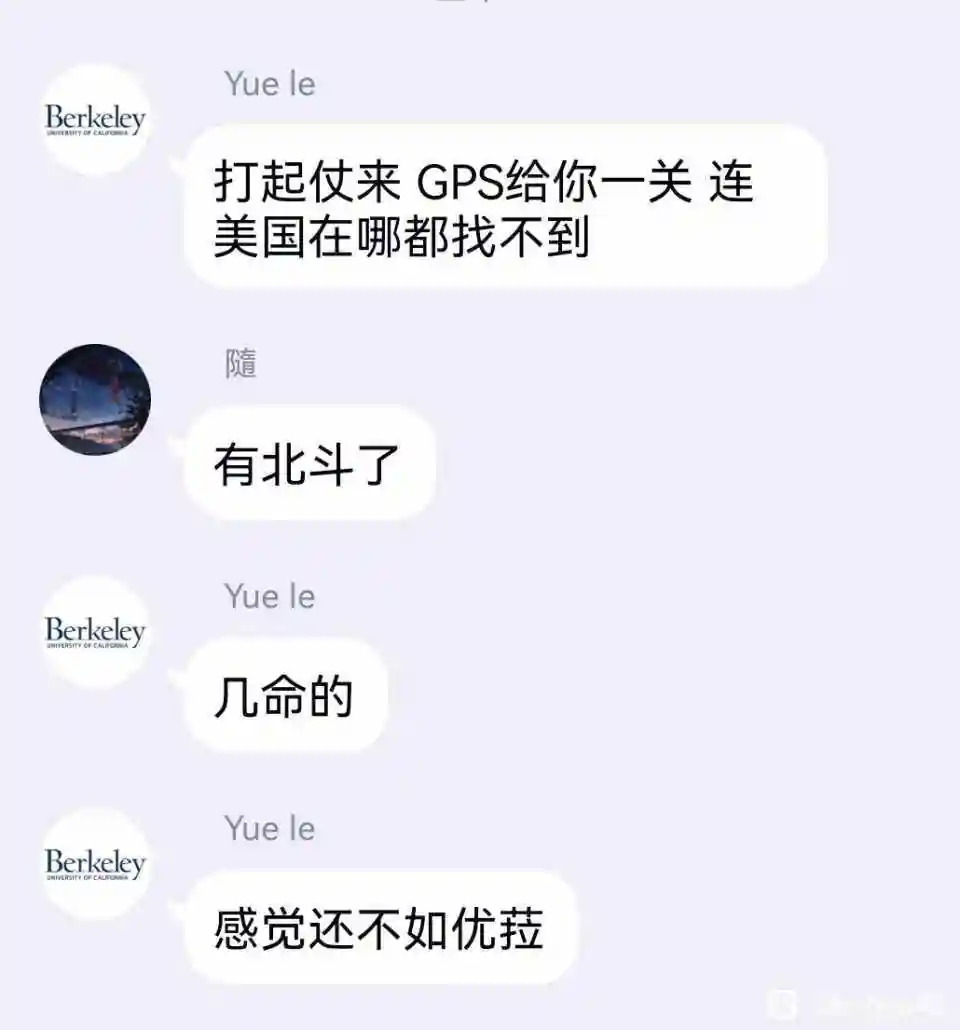 Yue le
Berkeley
UNIVERSITY OF CALIFORNIA
打起仗来 GPS给你一关 连
美国在哪都找不到
隨
有北斗了
Yue le
Berkeley
UNIVERSITY OF CALIFORNIA
几命的
Yue le
Berkeley
UNIVERSITY OF CALIFORNIA
感觉还不如优菈